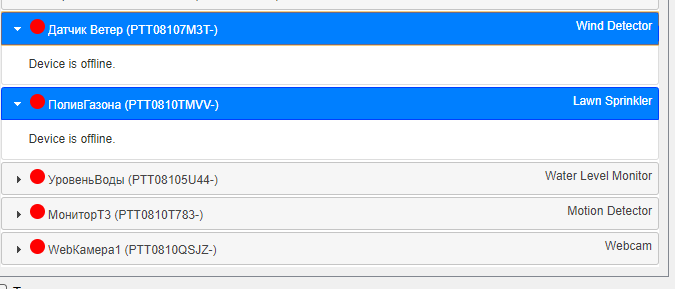 Датчик Ветер (PTT08107M3T-) Wind Detector
Device is offline.
ПоливГазона (PTT0810TMVV-) Lawn Sprinkler
Device is offline.
УровеньВоды (PTT08105U44-) Water Level Monitor
МониторТ3 (PTT0810T783-) Motion Detector
WebКамера1 (PTT0810QSJZ-) Webcam